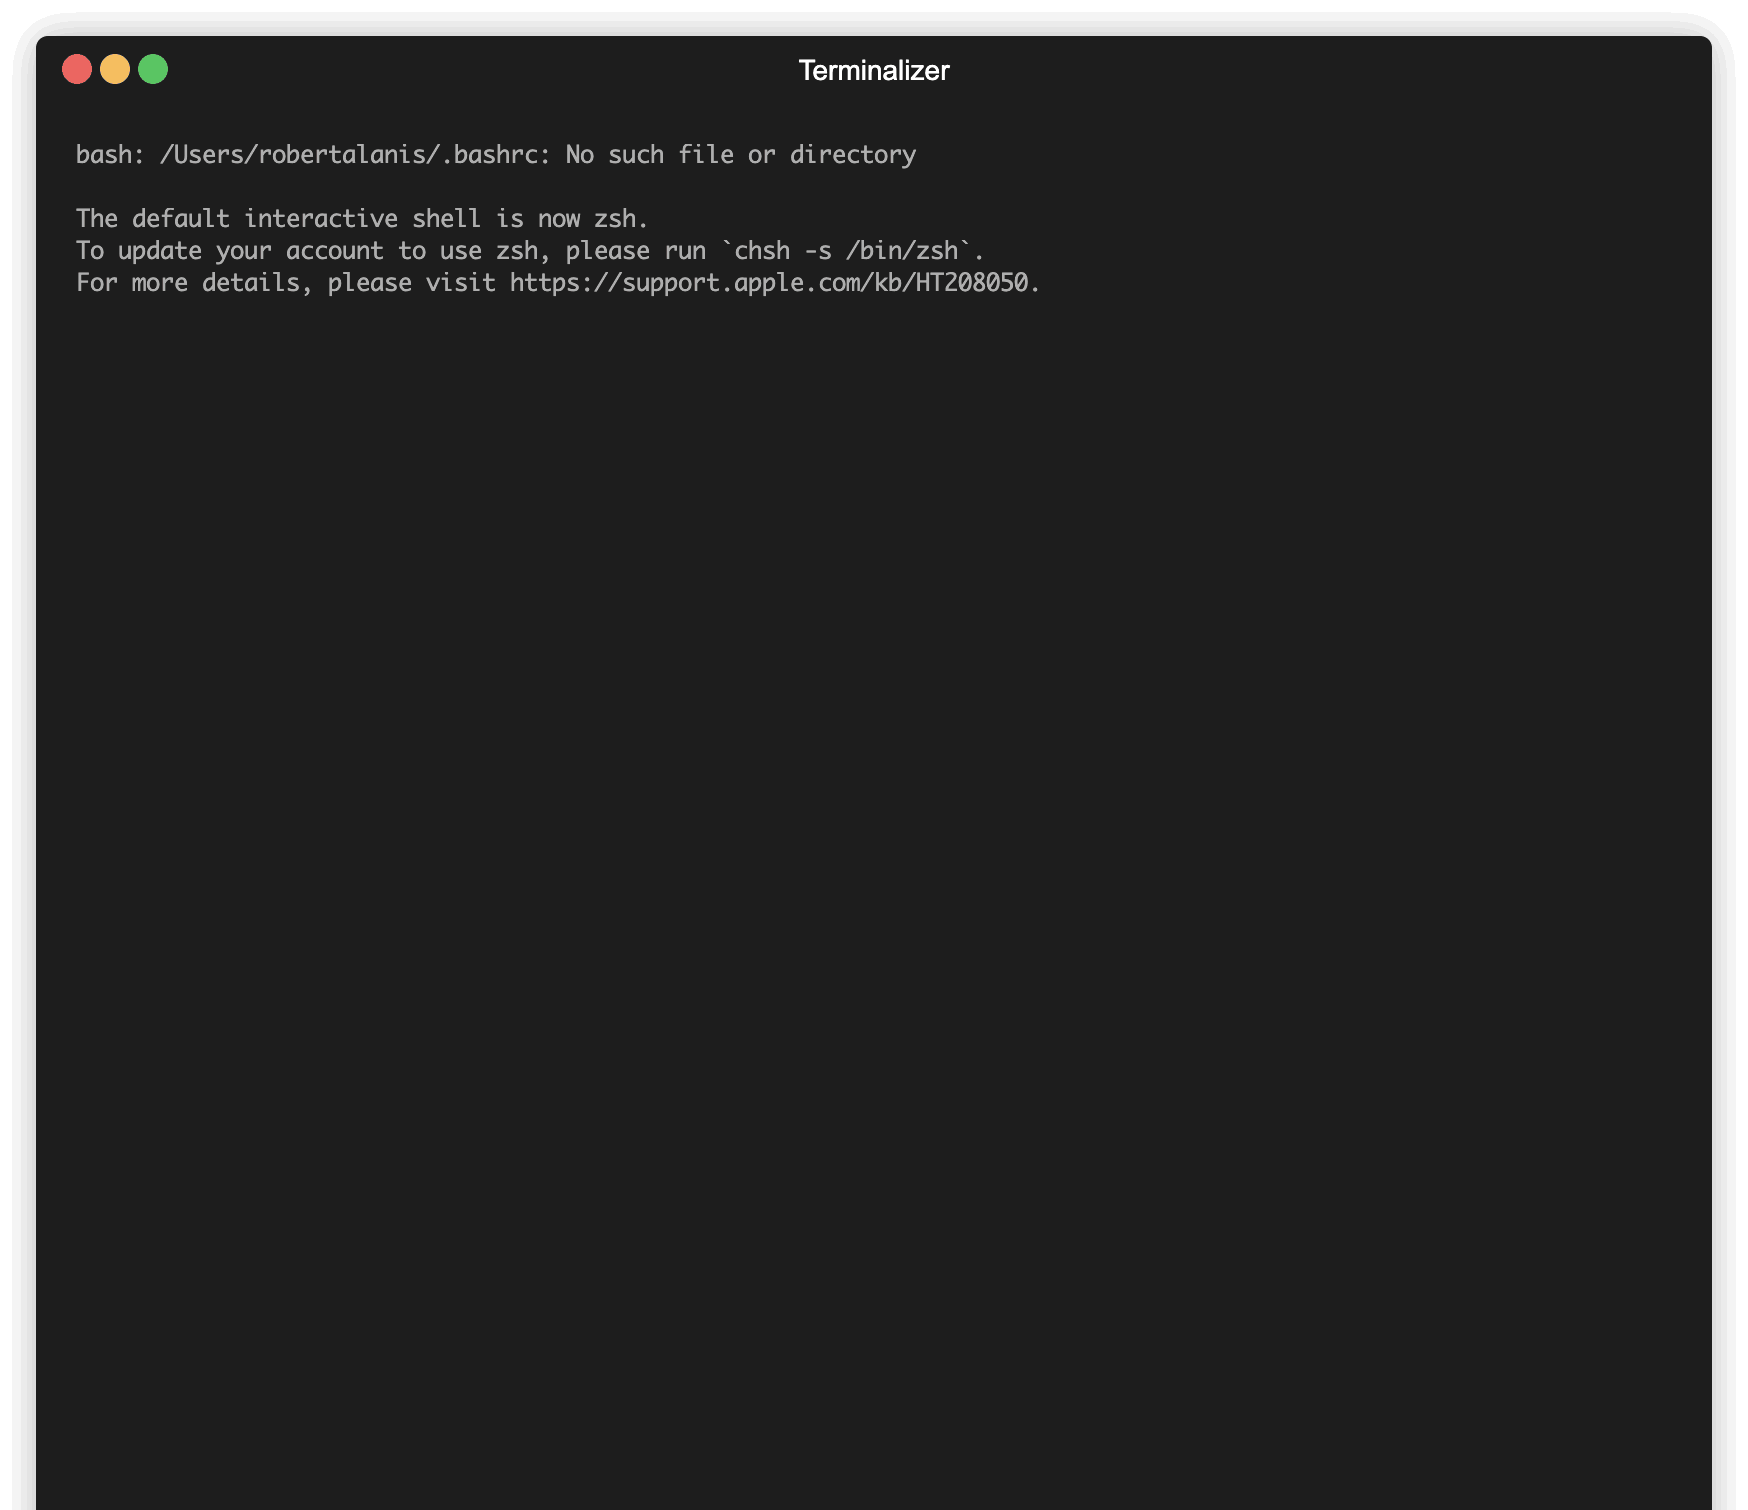 Terminalizer
bash: /Users/robertalanis/.bashrc: No such file or directory
The default interactive shell is now zsh.
To update your account to use zsh, please run `chsh -s /bin/zsh`.
For more details, please visit https://support.apple.com/kb/HT208050.